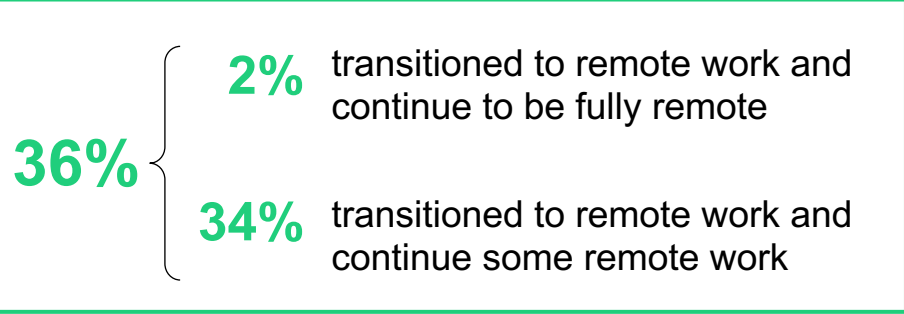 36%
2%
transitioned to remote work and
continue to be fully remote
34%
transitioned to remote work and
continue some remote work